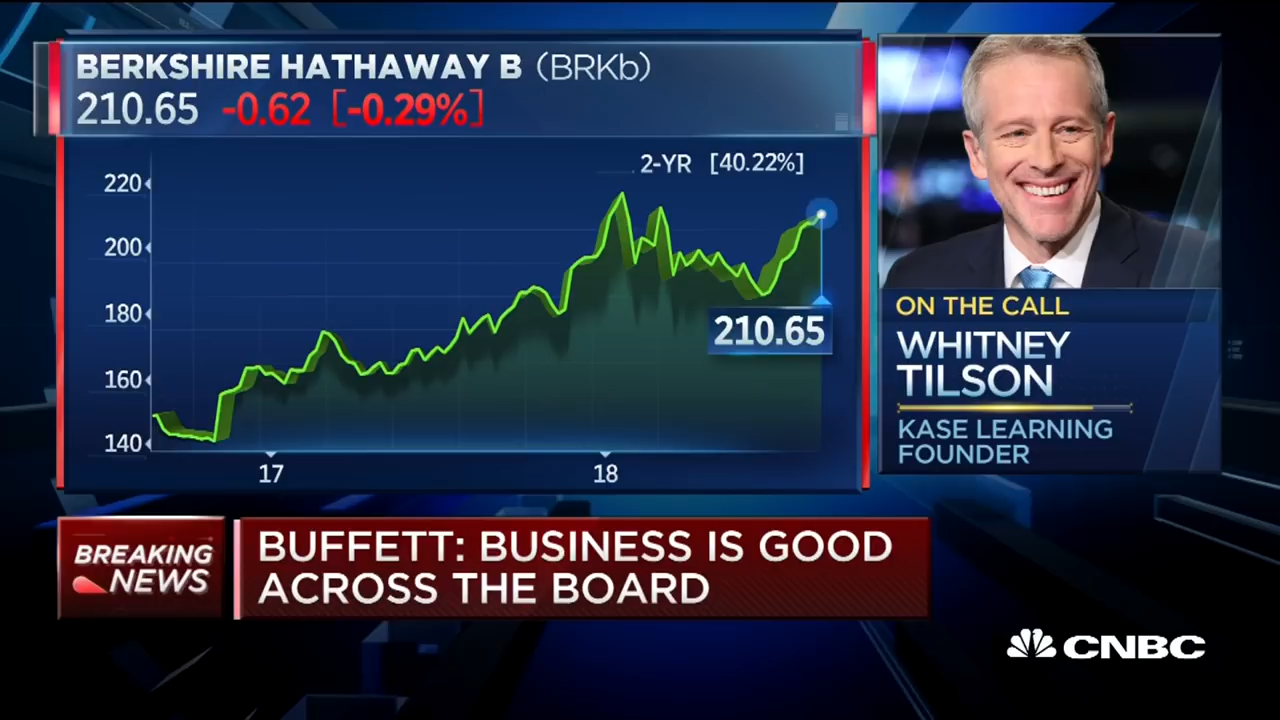 BERKSHIRE HATHAWAY B (BRKb)
210.65 -0.62 [-0.29%]
2-YR [40.22%]
220
200
180
160
140
210.65
17
18
ON THE CALL
WHITNEY
TILSON
KASE LEARNING
FOUNDER
BREAKING
NEWS
BUFFETT: BUSINESS IS GOOD
ACROSS THE BOARD
CNBC